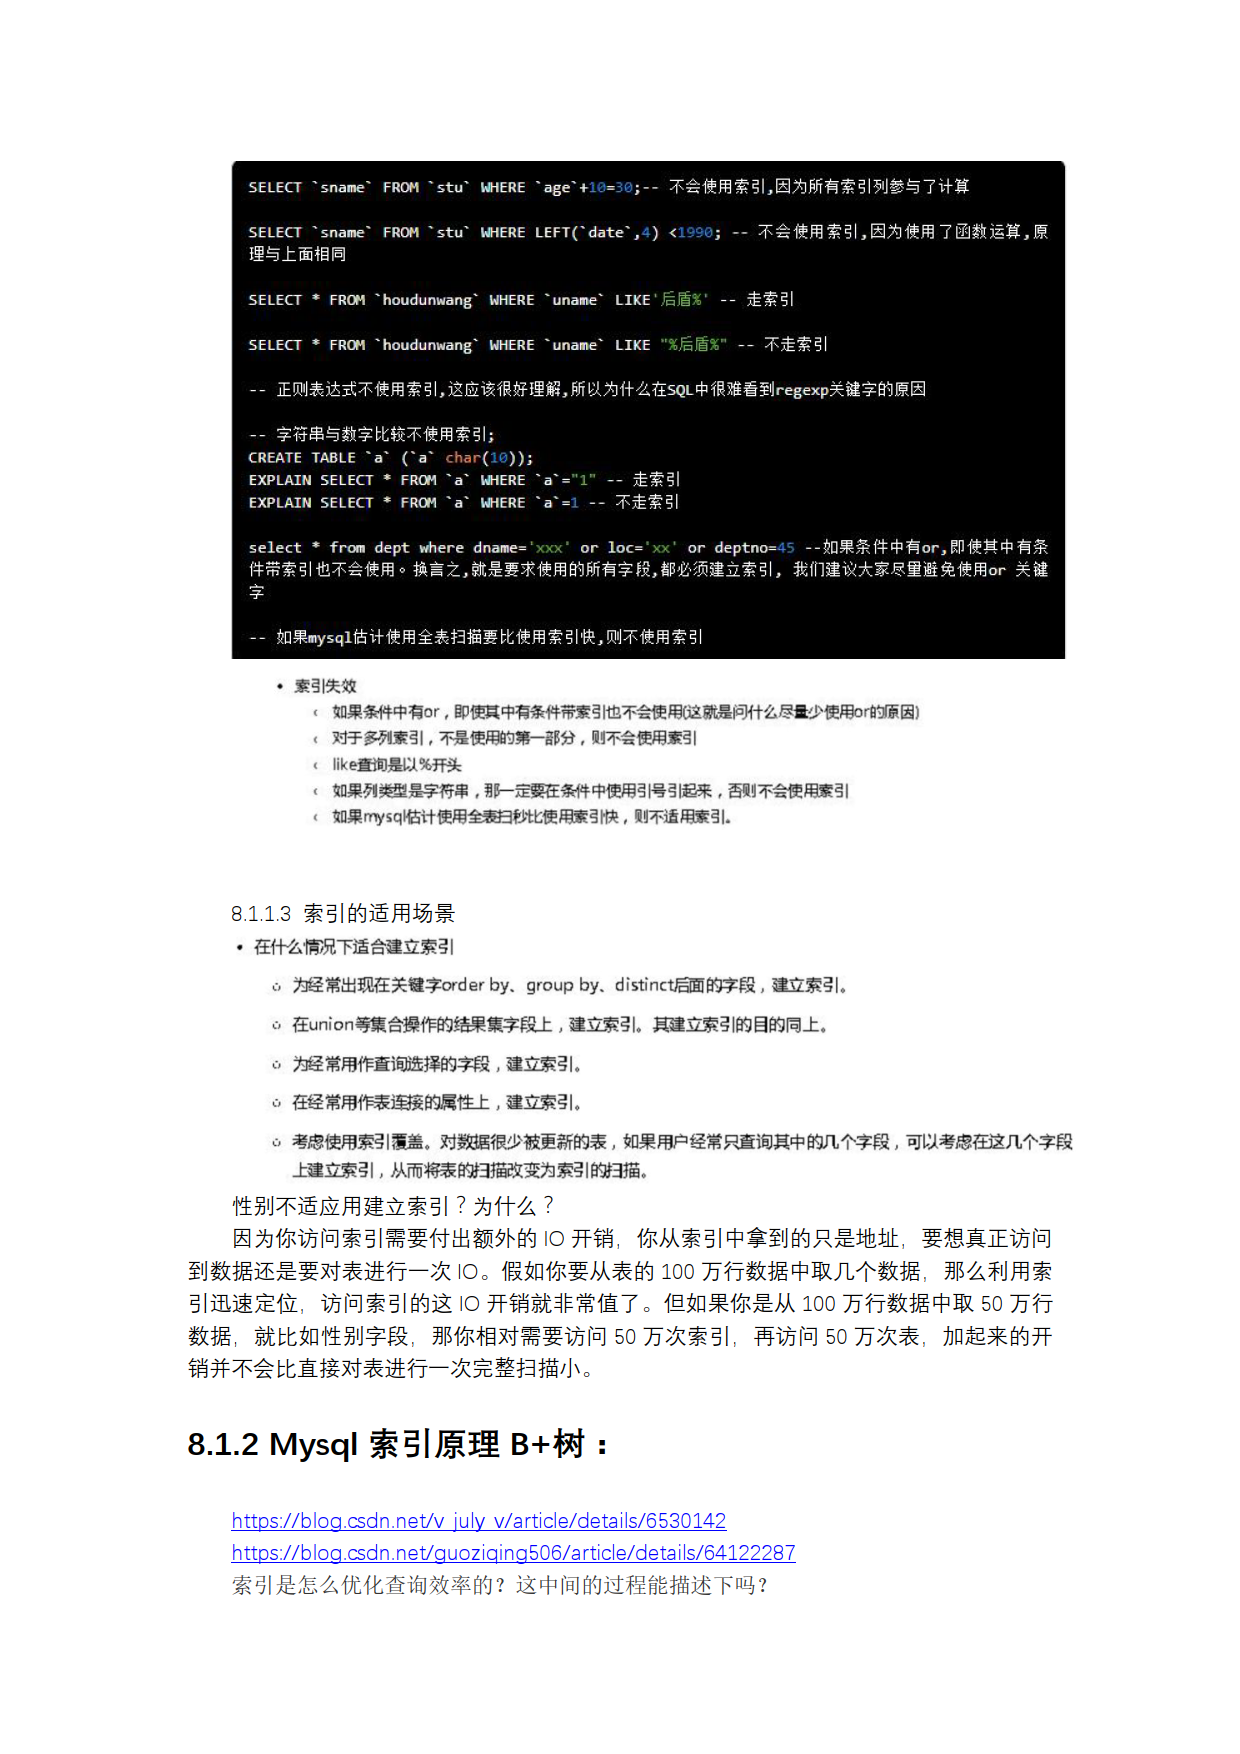 SELECT `sname` FROM `stu` WHERE `age`+10=30;-- 不会使用索引,因为所有索引列参与了计算
SELECT `sname` FROM `stu` WHERE LEFT(`date`,4) <1990; -- 不会使用索引,因为使用了函数运算,原
理与上面相同
SELECT * FROM `houdunwang` WHERE `uname` LIKE'后盾%' -- 走索引
SELECT * FROM `houdunwang` WHERE `uname` LIKE "%后盾%" -- 不走索引
-- 正则表达式不使用索引,这应该很好理解,所以为什么在SQL中很难看到regexp关键字的原因
-- 字符串与数字比较不使用索引;
CREATE TABLE `a` (`a` char(10));
EXPLAIN SELECT * FROM `a` WHERE `a`="1" -- 走索引
EXPLAIN SELECT * FROM `a` WHERE `a`=1 -- 不走索引
select * from dept where dname='xxx' or loc='xx' or deptno=45 --如果条件中有or,即使其中有条
件带索引也不会使用。换言之,就是要求使用的所有字段,都必须建立索引, 我们建议大家尽量避免使用or 关键
字
-- 如果mysql估计使用全表扫描要比使用索引快,则不使用索引
• 索引失效
‹ 如果条件中有or，即使其中有条件带索引也不会使用(这就是问什么尽量少使用or的原因)
‹ 对于多列索引，不是使用的第一部分，则不会使用索引
‹ like查询是以%开头
‹ 如果列类型是字符串，那一定要在条件中使用引号引起来，否则不会使用索引
‹ 如果mysql估计使用全表扫秒比使用索引快，则不适用索引。
8.1.1.3 索引的适用场景
• 在什么情况下适合建立索引
○ 为经常出现在关键字order by、group by、distinct后面的字段，建立索引。
○ 在union等集合操作的结果集字段上，建立索引。其建立索引的目的同上。
○ 为经常用作查询选择的字段，建立索引。
○ 在经常用作表连接的属性上，建立索引。
○ 考虑使用索引覆盖。对数据很少被更新的表，如果用户经常只查询其中的几个字段，可以考虑在这几个字段
上建立索引，从而将表的扫描改变为索引的扫描。
性别不适应用建立索引？为什么？
因为你访问索引需要付出额外的 IO 开销，你从索引中拿到的只是地址，要想真正访问
到数据还是要对表进行一次 IO。假如你要从表的 100 万行数据中取几个数据，那么利用索
引迅速定位，访问索引的这 IO 开销就非常值了。但如果你是从 100 万行数据中取 50 万行
数据，就比如性别字段，那你相对需要访问 50 万次索引，再访问 50 万次表，加起来的开
销并不会比直接对表进行一次完整扫描小。
8.1.2 Mysql 索引原理 B+树：
https://blog.csdn.net/v_july_v/article/details/6530142
https://blog.csdn.net/guoziqing506/article/details/64122287
索引是怎么优化查询效率的？这中间的过程能描述下吗？